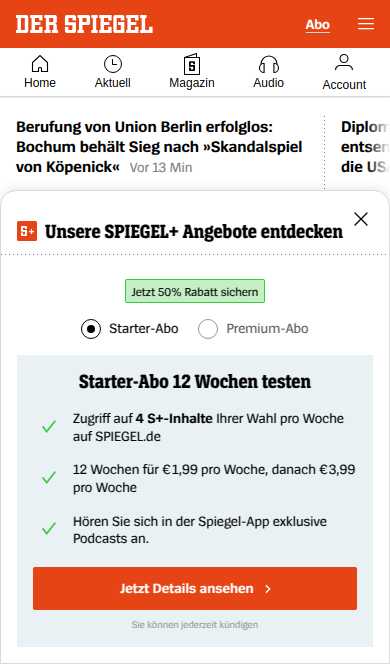 DER SPIEGEL
Abo
Home
Aktuell
Magazin
Audio
Account
Berufung von Union Berlin erfolglos:
Bochum behält Sieg nach »Skandalspiel
von Köpenick« Vor 13 Min
Diplom
entsen
die US
S+ Unsere SPIEGEL+ Angebote entdecken
Jetzt 50% Rabatt sichern
Starter-Abo
Premium-Abo
Starter-Abo 12 Wochen testen
Zugriff auf 4 S+-Inhalte Ihrer Wahl pro Woche
auf SPIEGEL.de
12 Wochen für €1,99 pro Woche, danach €3,99
pro Woche
Hören Sie sich in der Spiegel-App exklusive
Podcasts an.
Jetzt Details ansehen
Sie können jederzeit kündigen